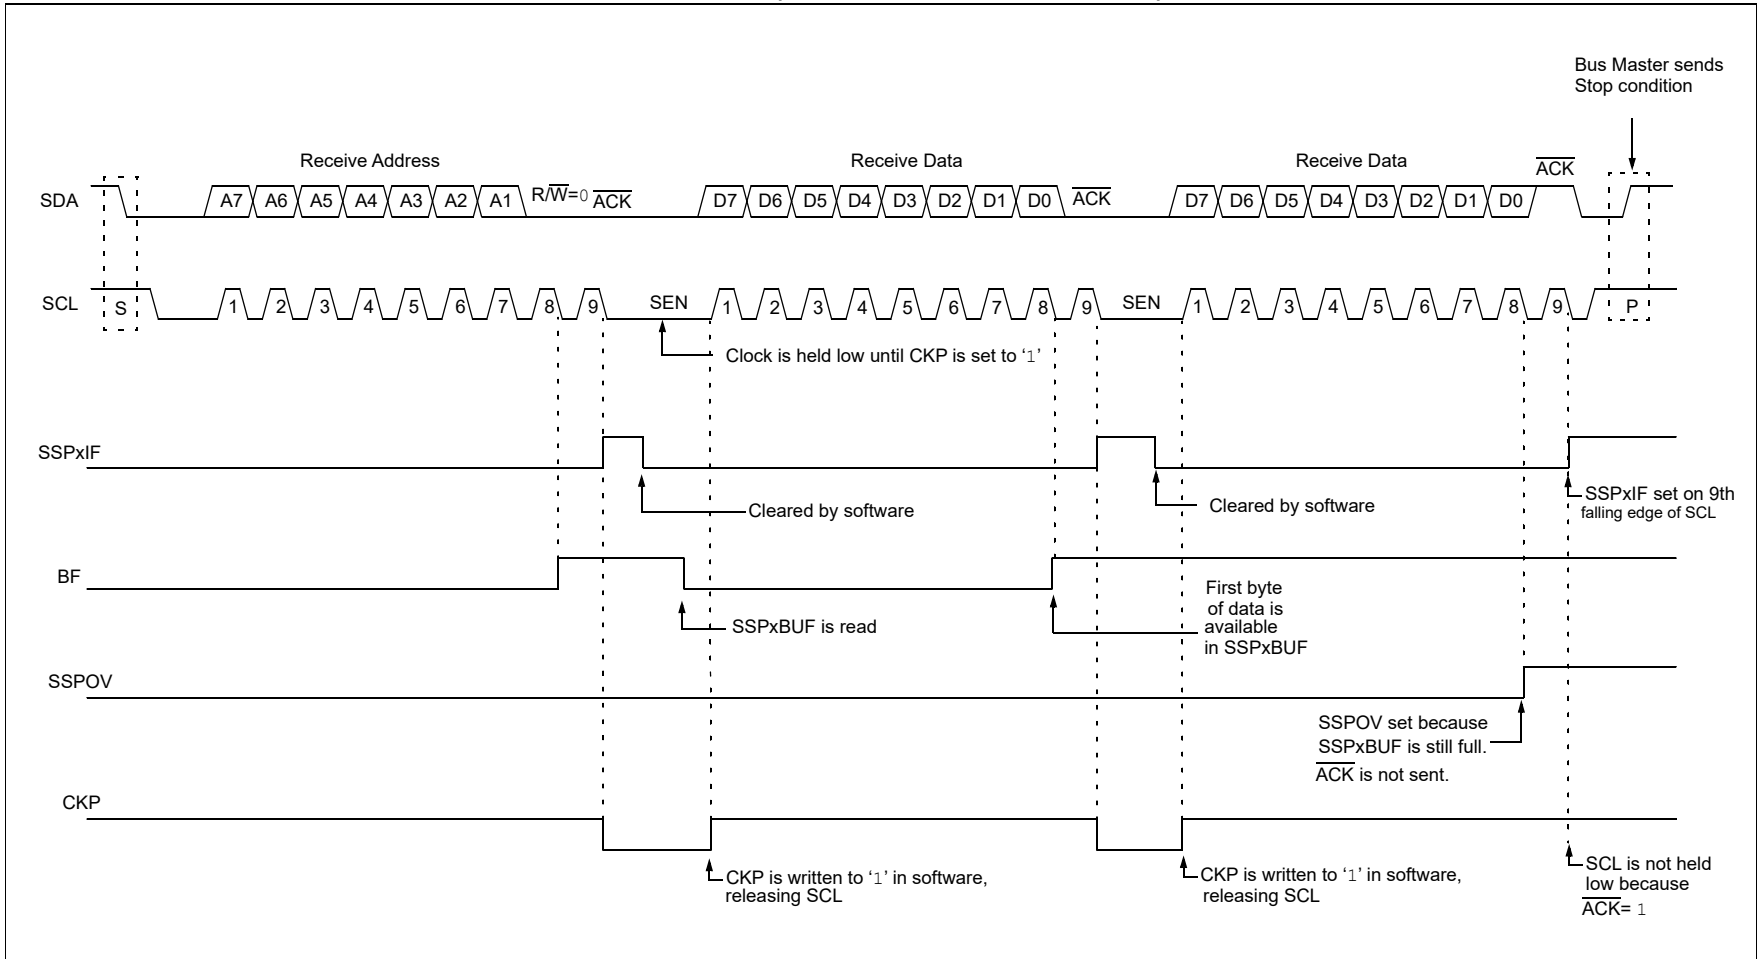 Bus Master sends
Stop condition
Receive Address
Receive Data
Receive Data
ACK
SDA
A7 A6 A5 A4 A3 A2 A1 R/W=0 ACK
D7 D6 D5 D4 D3 D2 D1 D0 ACK
D7 D6 D5 D4 D3 D2 D1 D0
SCL
S 1 2 3 4 5 6 7 8 9 SEN
1 2 3 4 5 6 7 8 9 SEN
1 2 3 4 5 6 7 8 9 P
Clock is held low until CKP is set to ‘1’
SSPxIF
Cleared by software
Cleared by software
SSPxIF set on 9th
falling edge of SCL
BF
SSPxBUF is read
First byte
of data is
available
in SSPxBUF
SSPOV
SSPOV set because
SSPxBUF is still full.
ACK is not sent.
CKP
CKP is written to ‘1’ in software,
releasing SCL
CKP is written to ‘1’ in software,
releasing SCL
SCL is not held
low because
ACK= 1